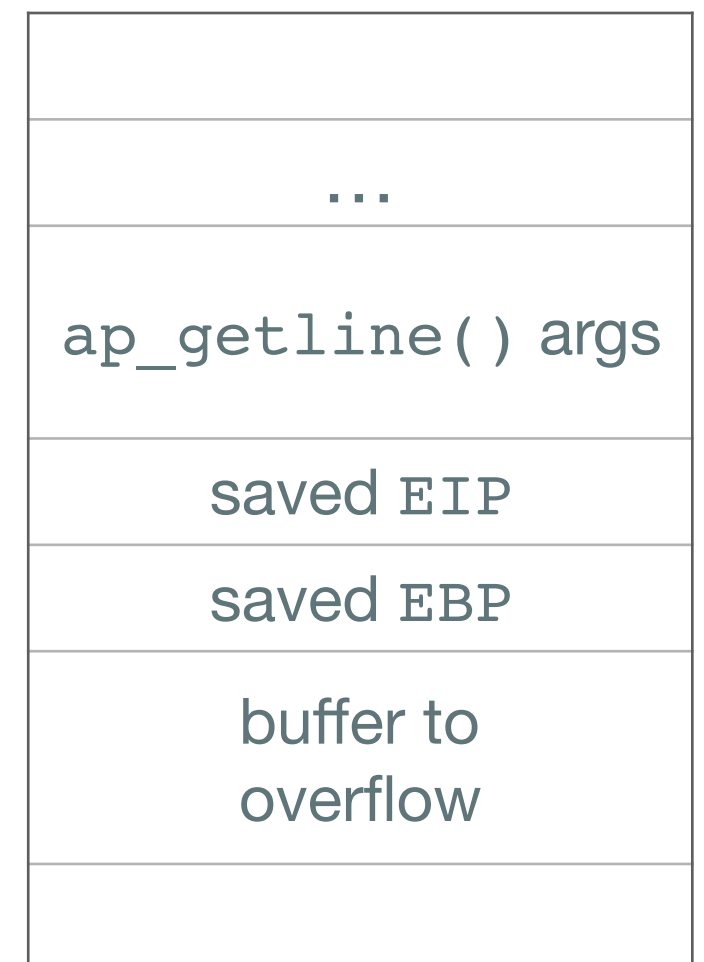 ...
ap_getline() args
saved EIP
saved EBP
buffer to
overflow